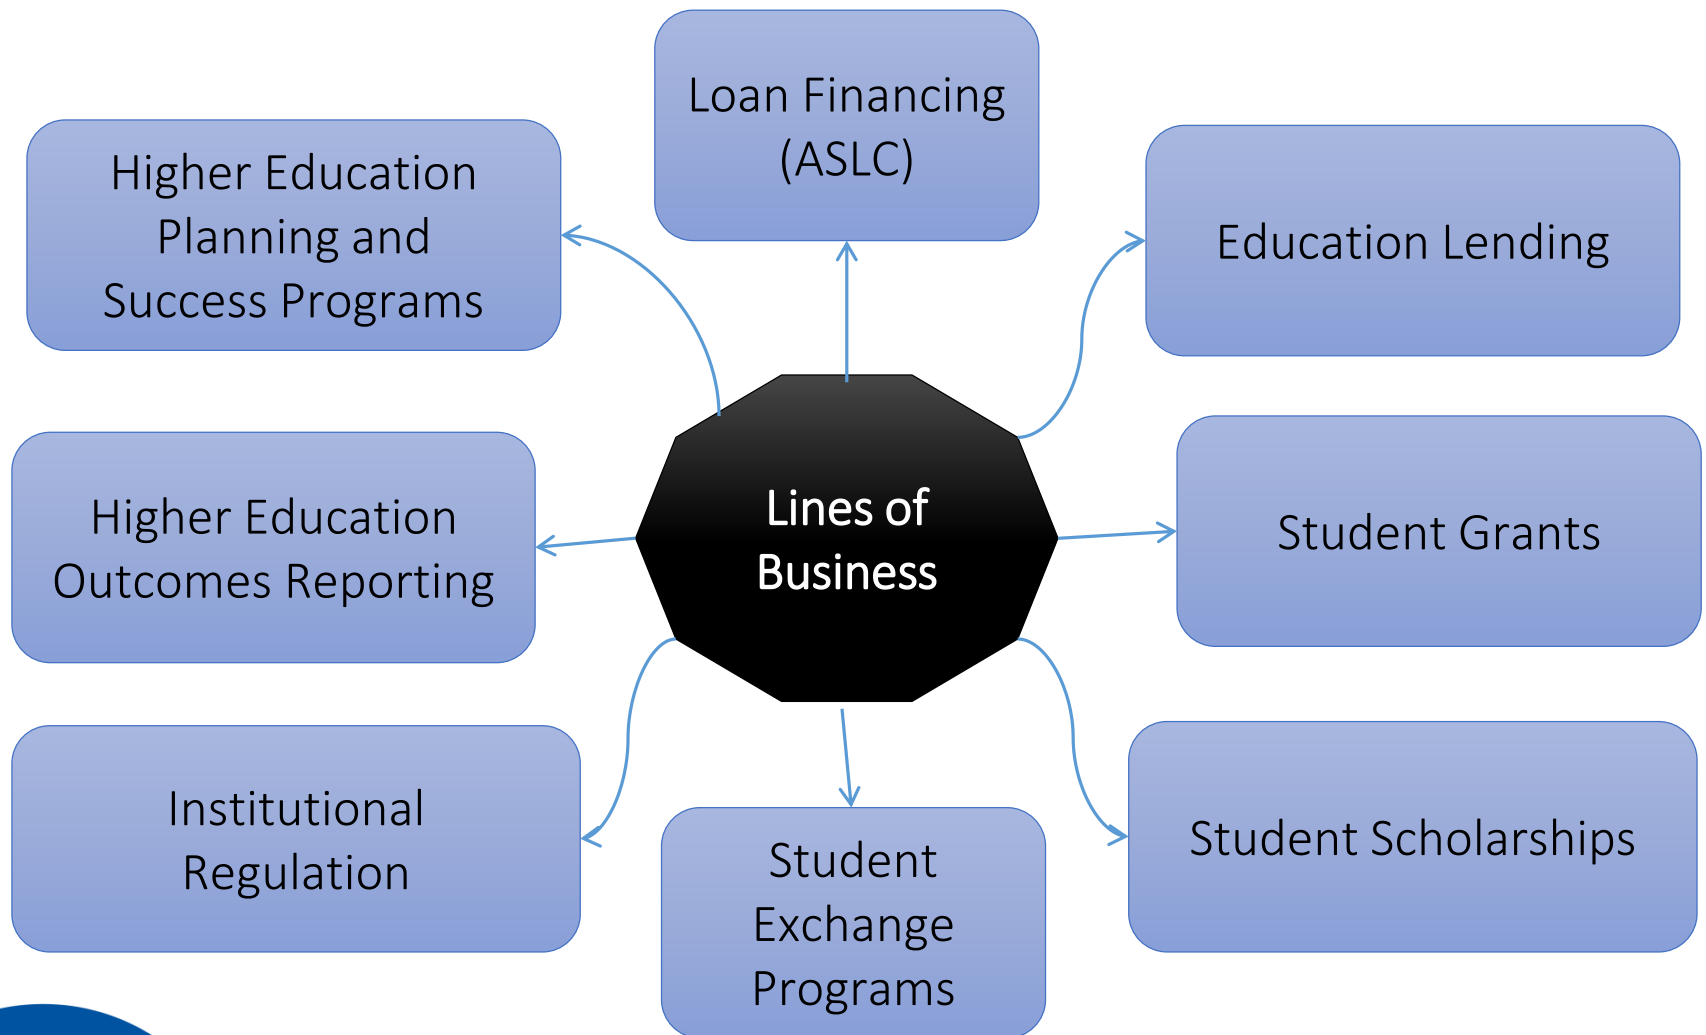 Loan Financing
(ASLC)
Higher Education
Planning and
Success Programs
Education Lending
Lines of
Business
Higher Education
Outcomes Reporting
Student Grants
Institutional
Regulation
Student
Exchange
Programs
Student Scholarships